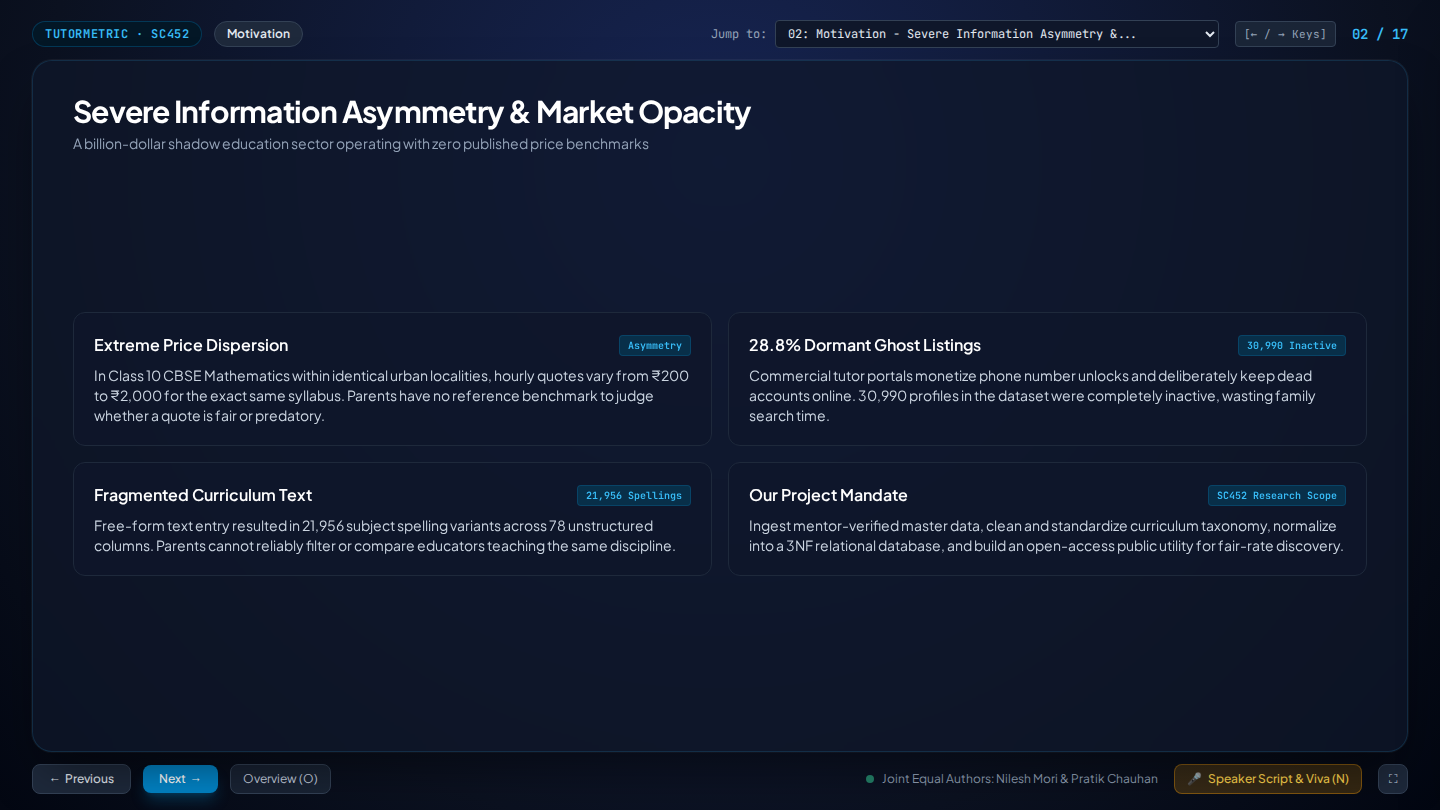 TUTORMETRIC · SC452
Motivation
Jump to:
02: Motivation - Severe Information Asymmetry &...
[← / → Keys]
02 / 17
Severe Information Asymmetry & Market Opacity
A billion-dollar shadow education sector operating with zero published price benchmarks
Extreme Price Dispersion
Asymmetry
In Class 10 CBSE Mathematics within identical urban localities, hourly quotes vary from ₹200
to ₹2,000 for the exact same syllabus. Parents have no reference benchmark to judge
whether a quote is fair or predatory.
28.8% Dormant Ghost Listings
30,990 Inactive
Commercial tutor portals monetize phone number unlocks and deliberately keep dead
accounts online. 30,990 profiles in the dataset were completely inactive, wasting family
search time.
Fragmented Curriculum Text
21,956 Spellings
Free-form text entry resulted in 21,956 subject spelling variants across 78 unstructured
columns. Parents cannot reliably filter or compare educators teaching the same discipline.
Our Project Mandate
SC452 Research Scope
Ingest mentor-verified master data, clean and standardize curriculum taxonomy, normalize
into a 3NF relational database, and build an open-access public utility for fair-rate discovery.
← Previous
Next →
Overview (O)
Joint Equal Authors: Nilesh Mori & Pratik Chauhan
Speaker Script & Viva (N)